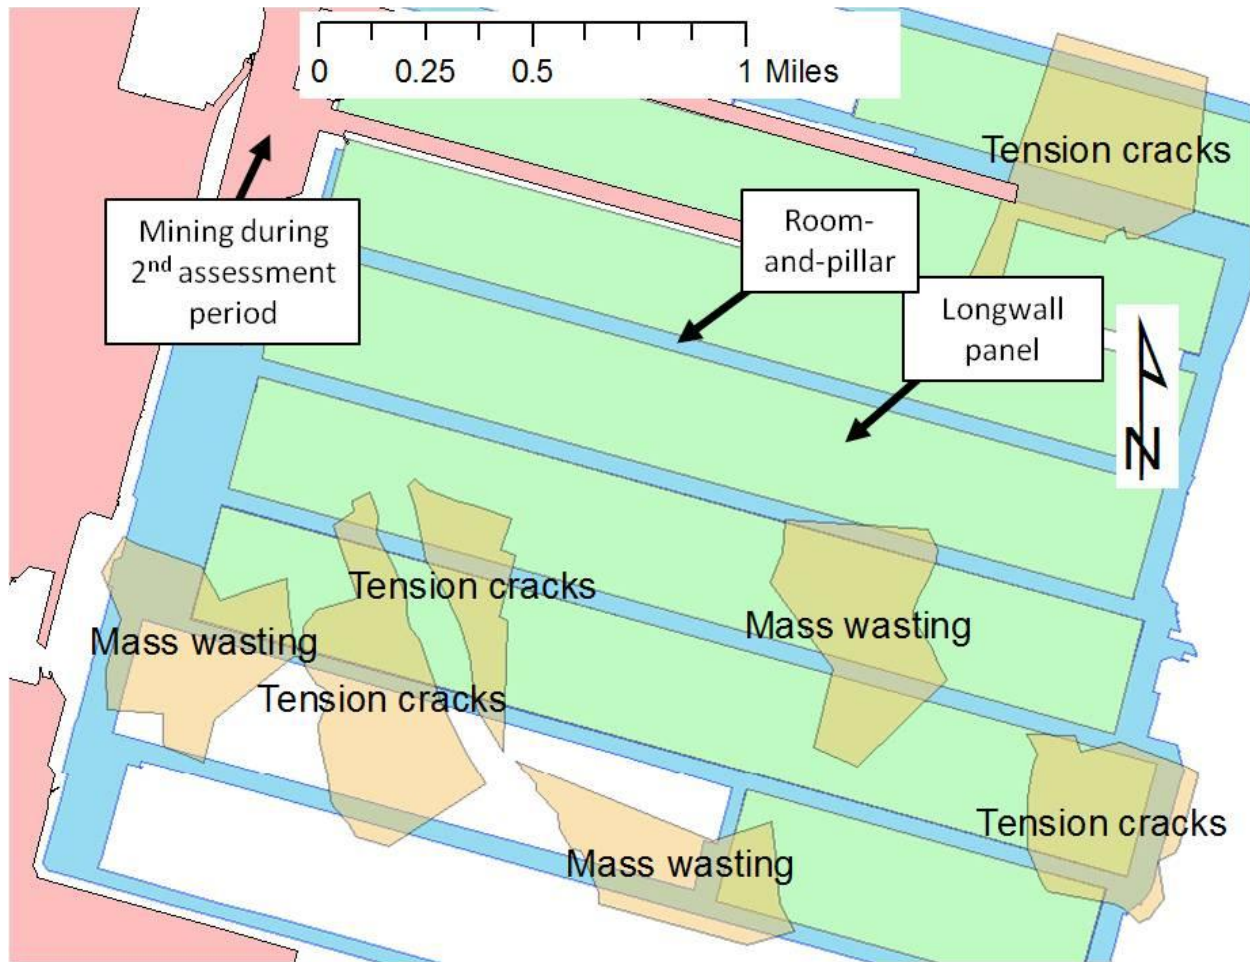 0 0.25 0.5 1 Miles
Tension cracks
Mining during
2nd assessment
period
Room-
and-pillar
Longwall
panel
N
Tension cracks
Mass wasting
Mass wasting
Tension cracks
Tension cracks
Mass wasting